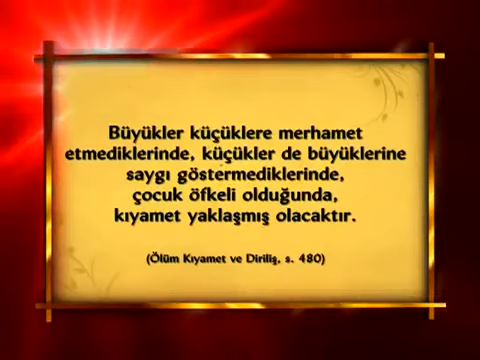 Büyükler küçüklere merhamet
etmediklerinde, küçükler de büyüklerine
saygı göstermediklerinde,
çocuk öfkeli olduğunda,
kıyamet yaklaşmış olacaktır.
(Ölüm Kıyamet ve Diriliş, s. 480)